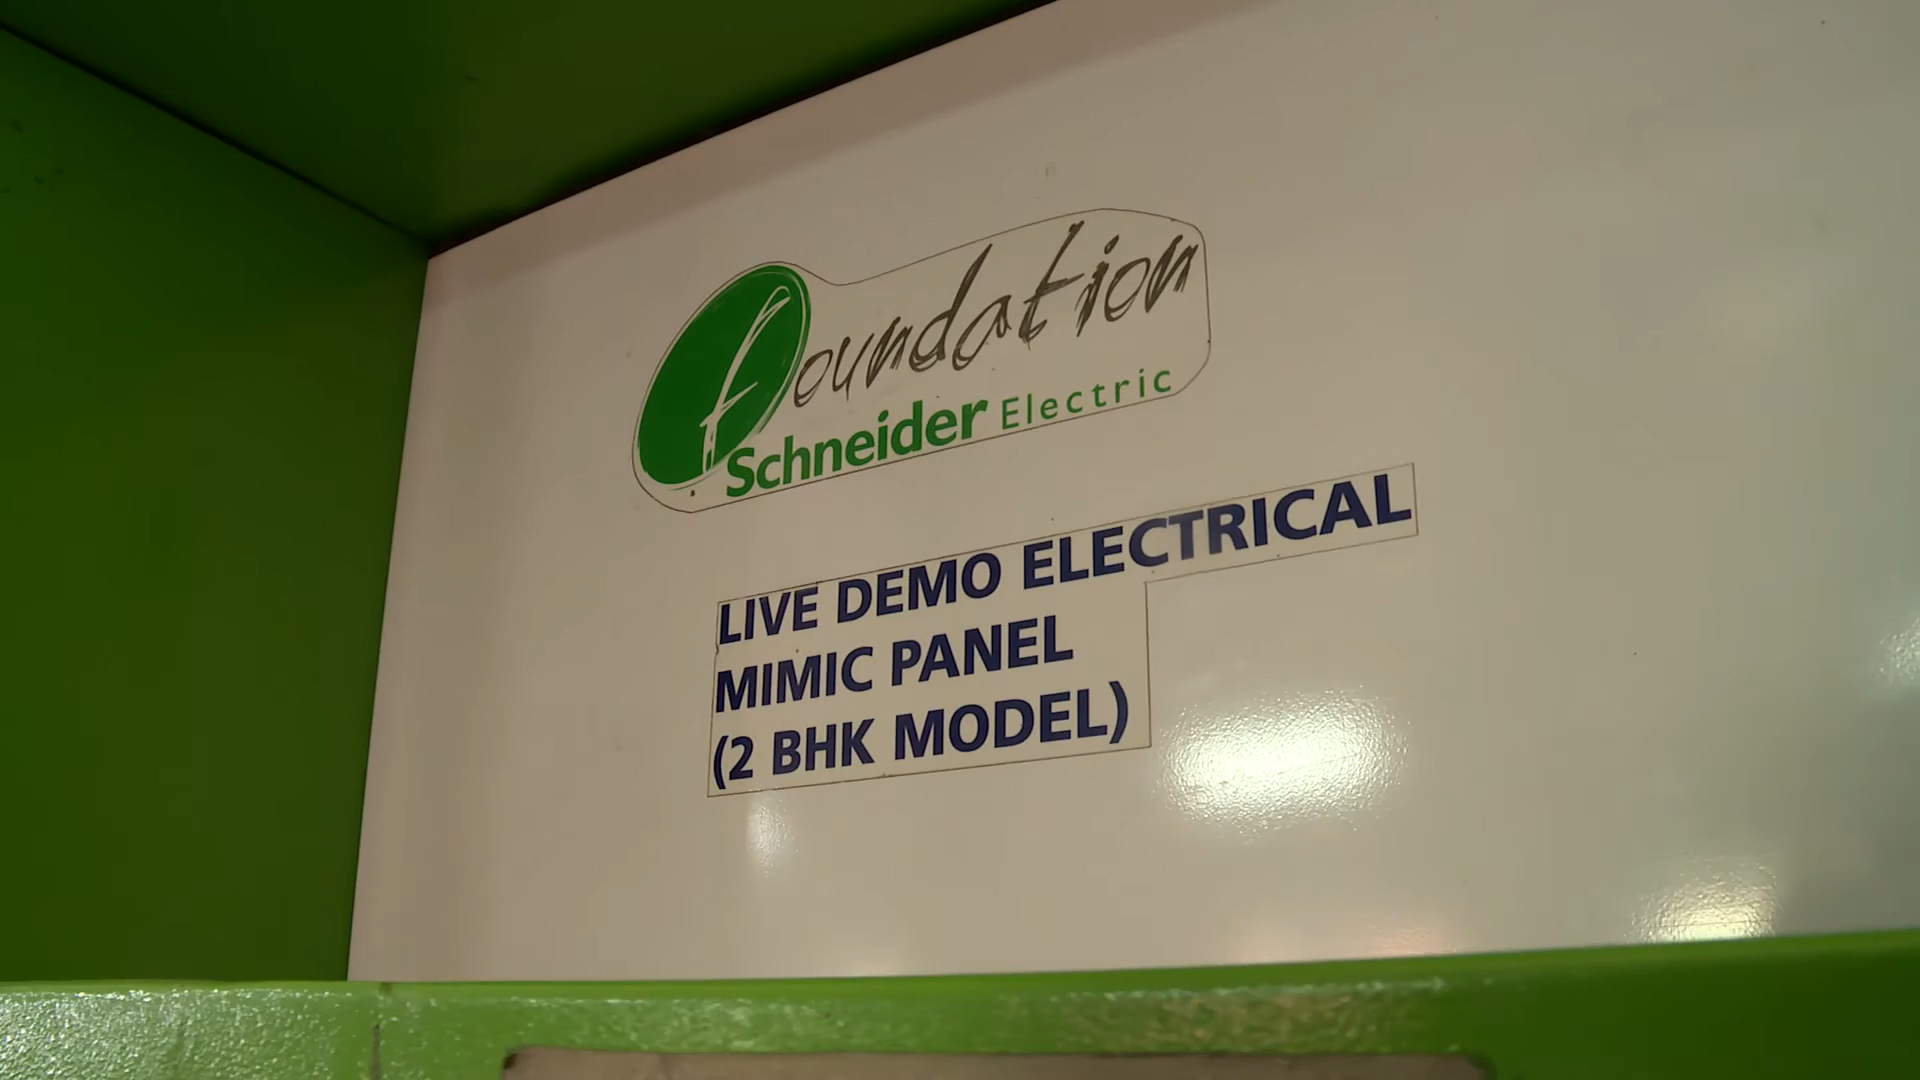 foundation
Schneider Electric
LIVE DEMO ELECTRICAL
MIMIC PANEL
(2 BHK MODEL)